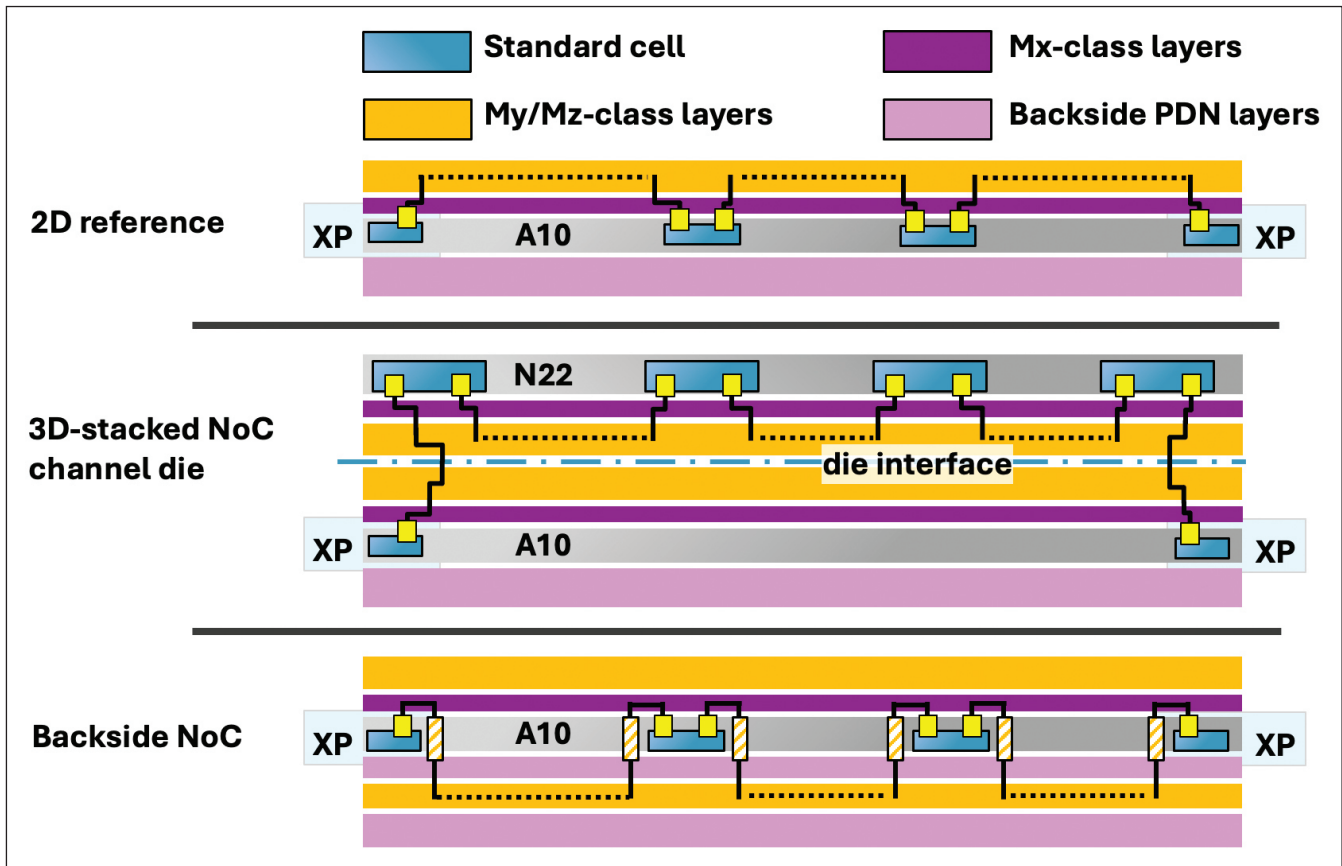 Standard cell
Mx-class layers
My/Mz-class layers
Backside PDN layers
2D reference
XP
A10
XP
N22
3D-stacked NoC
channel die
die interface
XP
A10
XP
Backside NoC
XP
A10
XP